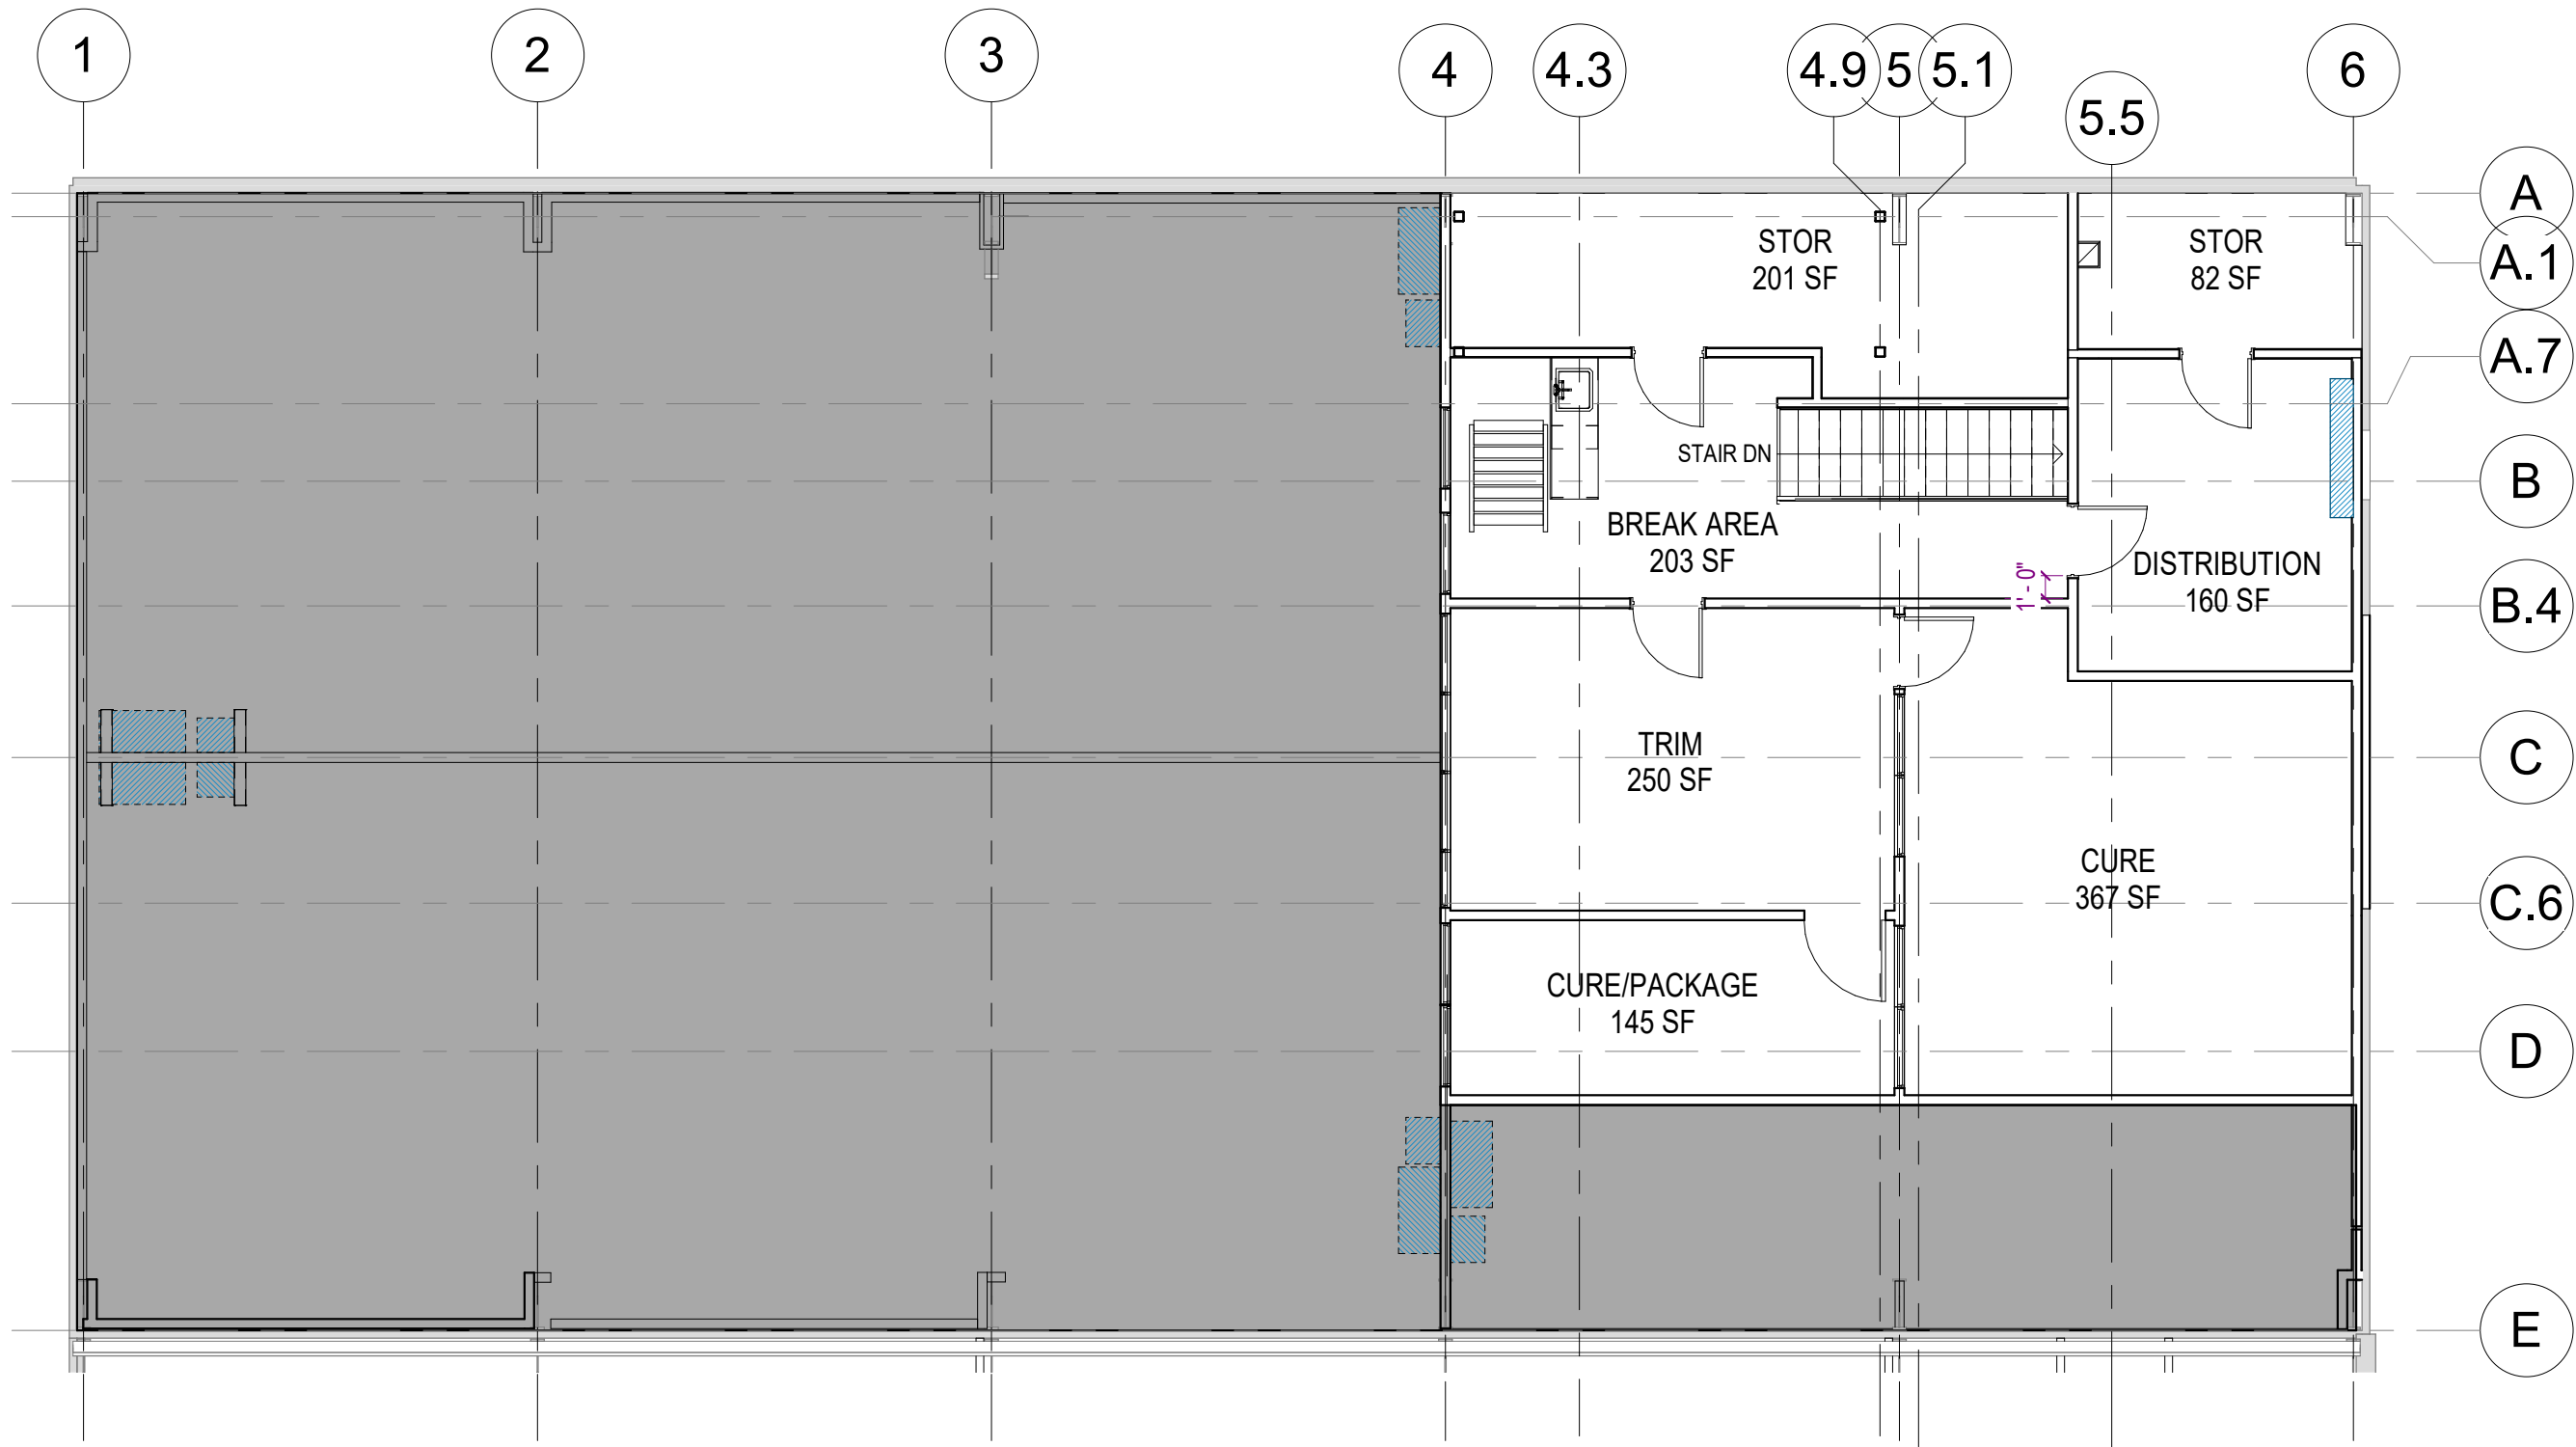 1
2
3
4
4.3
4.9
5
5.1
5.5
6
A
A.1
A.7
B
B.4
C
C.6
D
E
STOR
201 SF
STOR
82 SF
STAIR DN
BREAK AREA
203 SF
1' - 0"
DISTRIBUTION
160 SF
TRIM
250 SF
CURE
367 SF
CURE/PACKAGE
145 SF